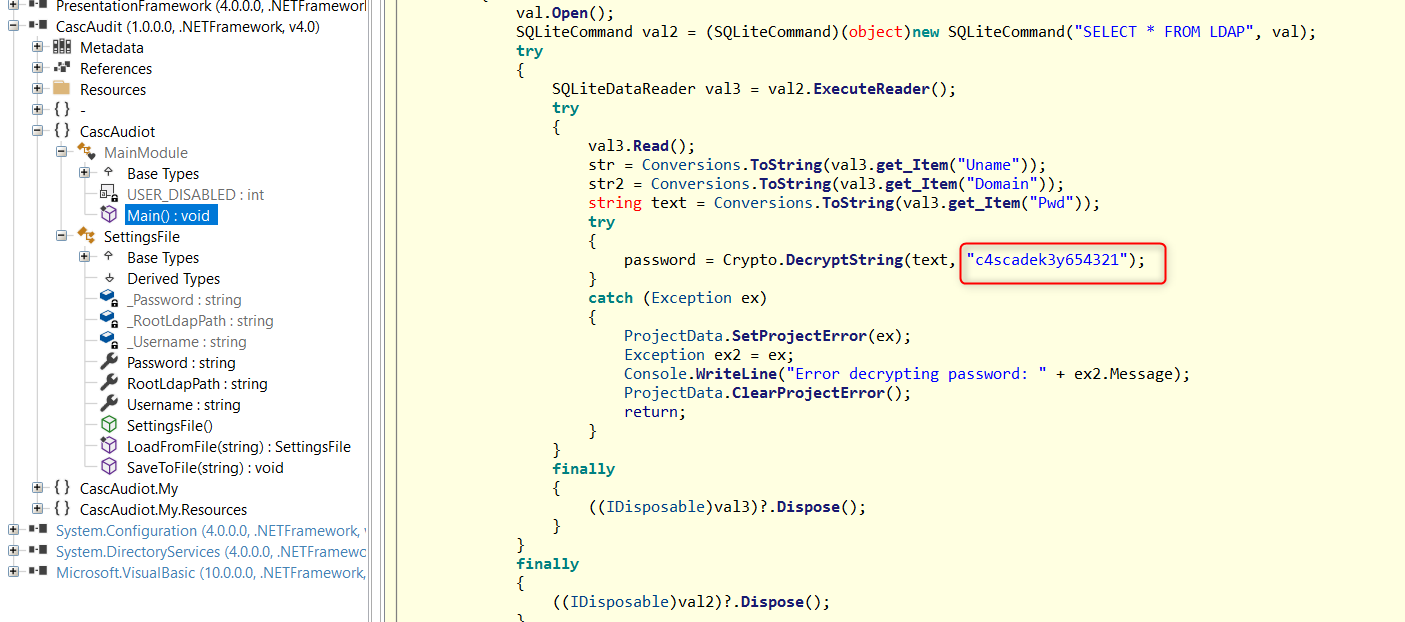 PresentationFramework (4.0.0.0, .NETFramework
CascAudit (1.0.0.0, .NETFramework, v4.0)
Metadata
References
Resources
{ } -
{ } CascAudiot
MainModule
Base Types
USER_DISABLED : int
Main() : void
SettingsFile
Base Types
Derived Types
_Password : string
_RootLdapPath : string
_Username : string
Password : string
RootLdapPath : string
Username : string
SettingsFile()
LoadFromFile(string) : SettingsFile
SaveToFile(string) : void
{ } CascAudiot.My
{ } CascAudiot.My.Resources
System.Configuration (4.0.0.0, .NETFramework,
System.DirectoryServices (4.0.0.0, .NETFramewo
Microsoft.VisualBasic (10.0.0.0, .NETFramework,
val.Open();
SQLiteCommand val2 = (SQLiteCommand)(object)new SQLiteCommand("SELECT * FROM LDAP", val);
try
{
SQLiteDataReader val3 = val2.ExecuteReader();
try
{
val3.Read();
str = Conversions.ToString(val3.get_Item("Uname"));
str2 = Conversions.ToString(val3.get_Item("Domain"));
string text = Conversions.ToString(val3.get_Item("Pwd"));
try
{
password = Crypto.DecryptString(text, "c4scadek3y654321");
}
catch (Exception ex)
{
ProjectData.SetProjectError(ex);
Exception ex2 = ex;
Console.WriteLine("Error decrypting password: " + ex2.Message);
ProjectData.ClearProjectError();
return;
}
}
finally
{
((IDisposable)val3)?.Dispose();
}
}
finally
{
((IDisposable)val2)?.Dispose();
}